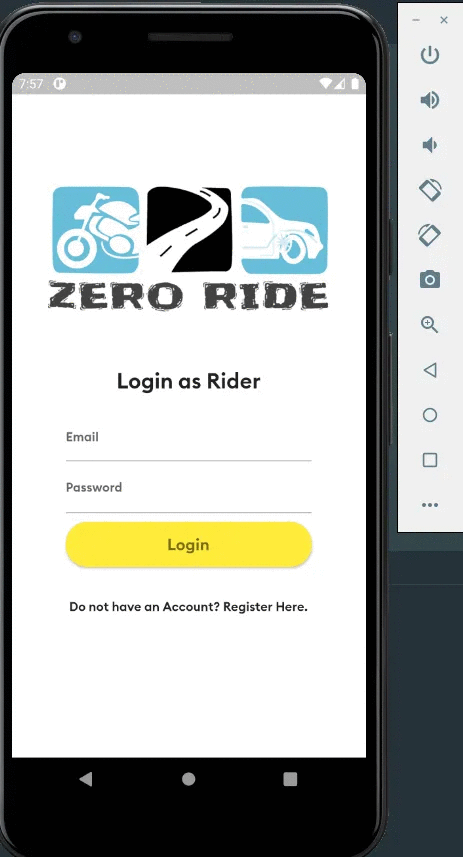 7:57
ZERO RIDE
Login as Rider
Email
Password
Login
Do not have an Account? Register Here.